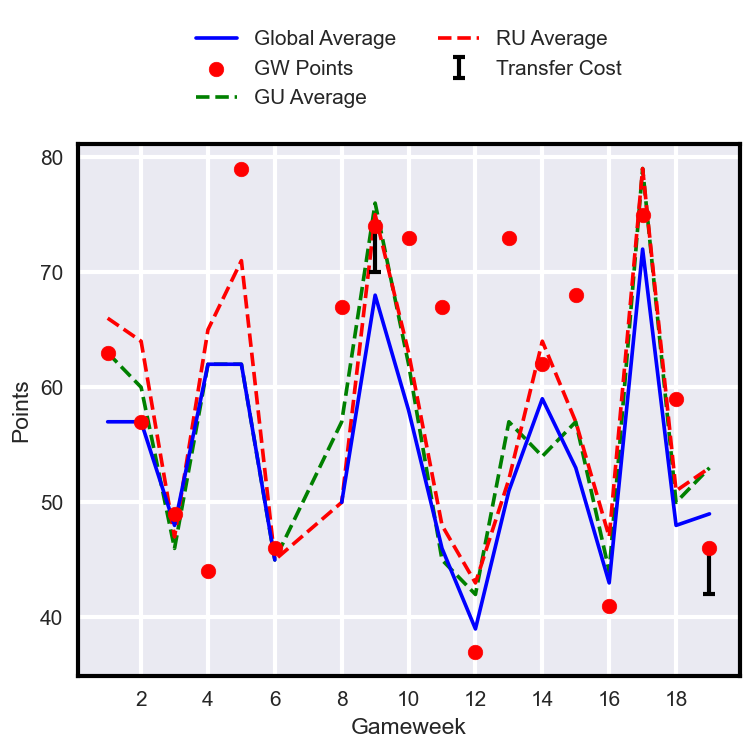 Global Average
GW Points
GU Average
RU Average
Transfer Cost
80
70
60
50
40
Points
2 4 6 8 10 12 14 16 18
Gameweek